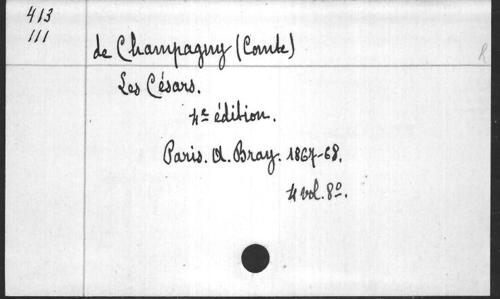 413
111
de Champagny (Comte)
Les Césars.
4e édition.
Paris. A. Bray. 1867-68.
4 vol. 8o.
R